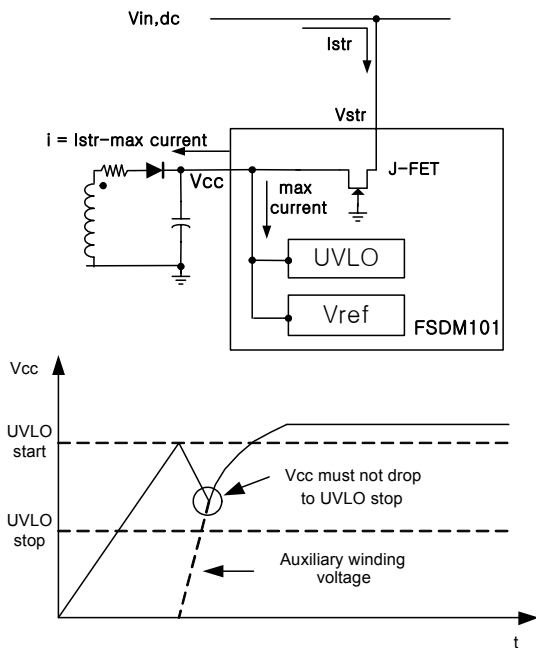 Vin,dc
Istr
Vstr
i = Istr-max current
J-FET
Vcc
max
current
UVLO
Vref
FSDM101
Vcc
UVLO
start
Vcc must not drop
to UVLO stop
UVLO
stop
Auxiliary winding
voltage
t